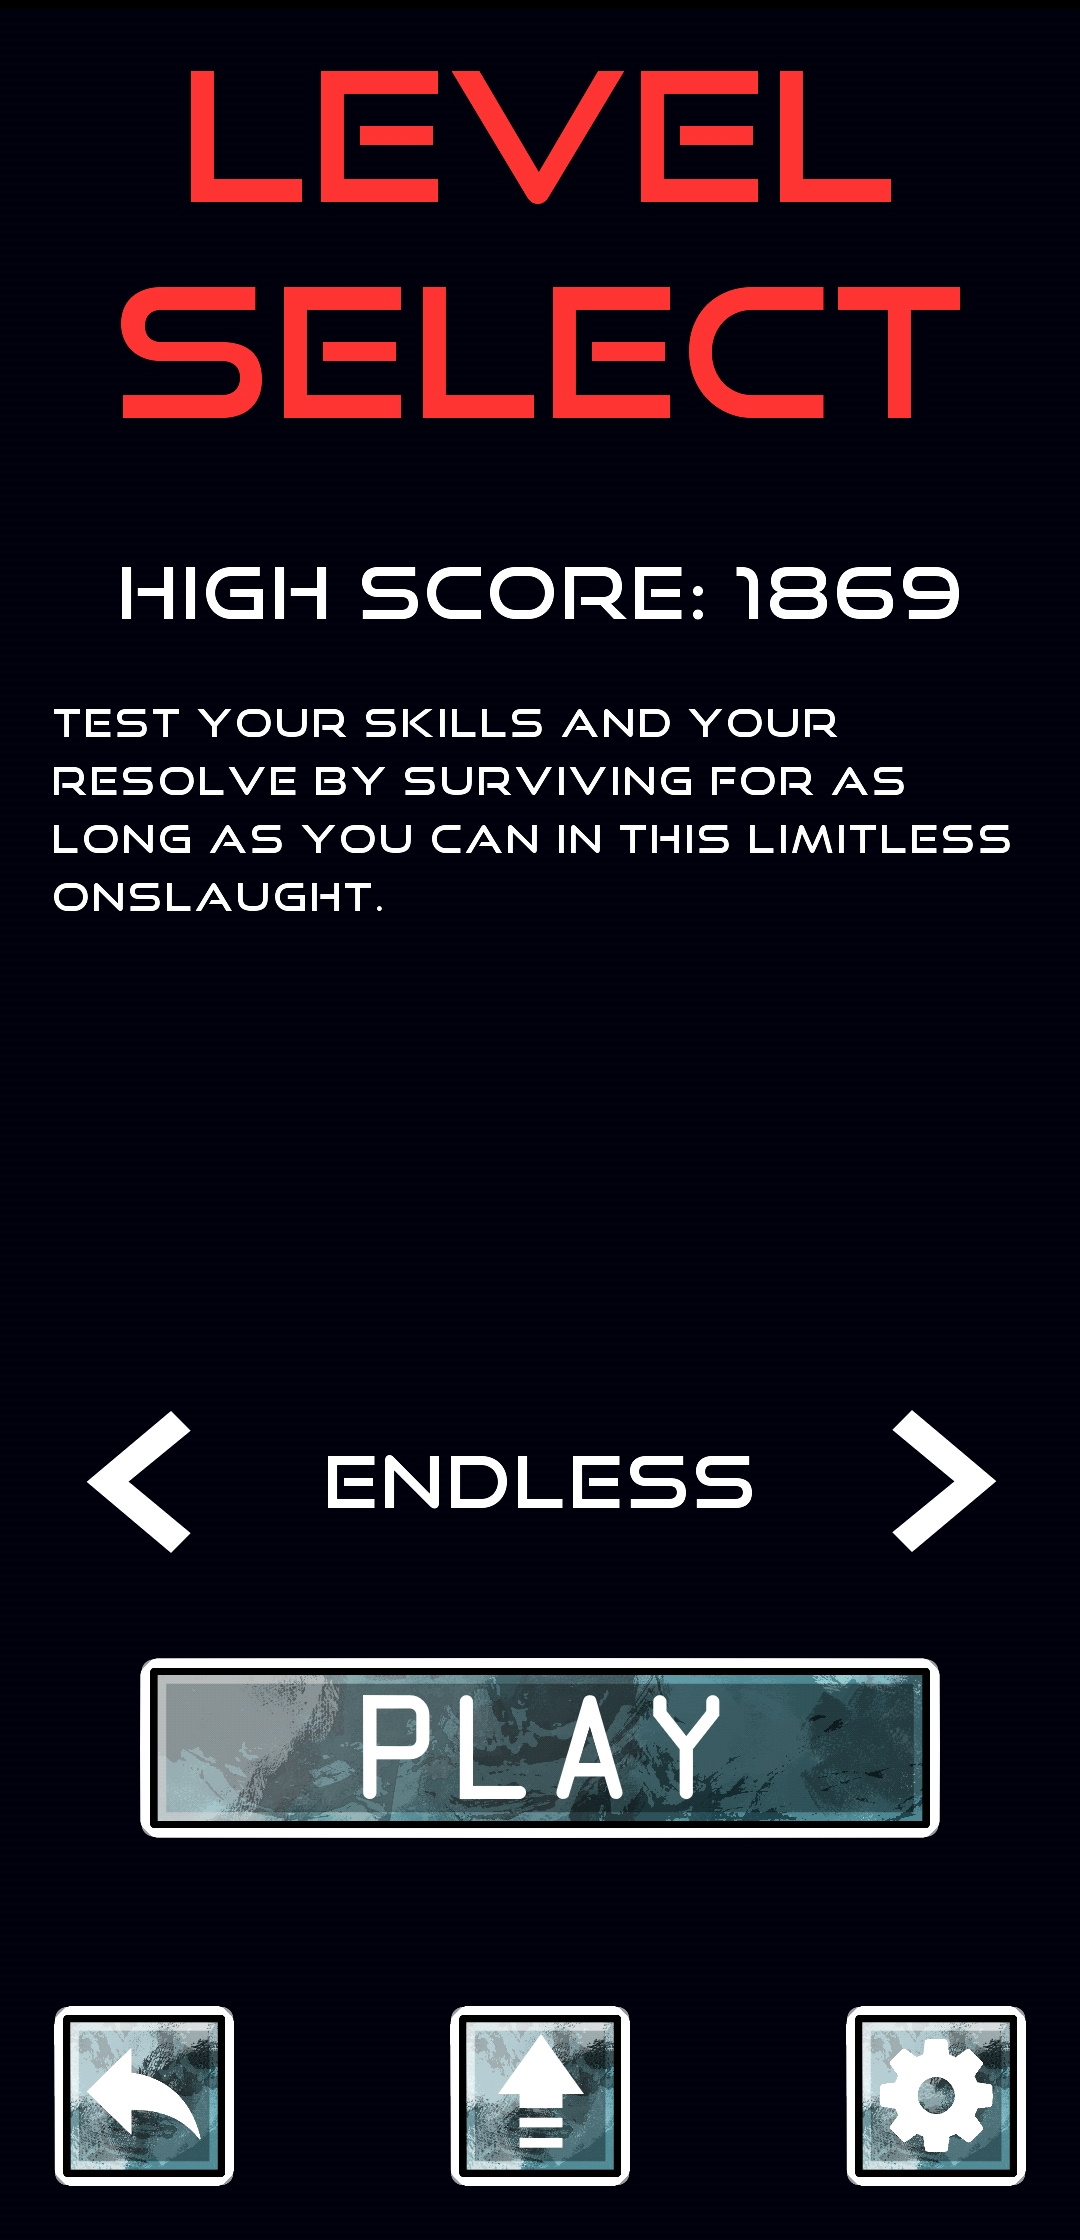 LEVEL
SELECT
HIGH SCORE: 1869
TEST YOUR SKILLS AND YOUR
RESOLVE BY SURVIVING FOR AS
LONG AS YOU CAN IN THIS LIMITLESS
ONSLAUGHT.
ENDLESS
PLAY